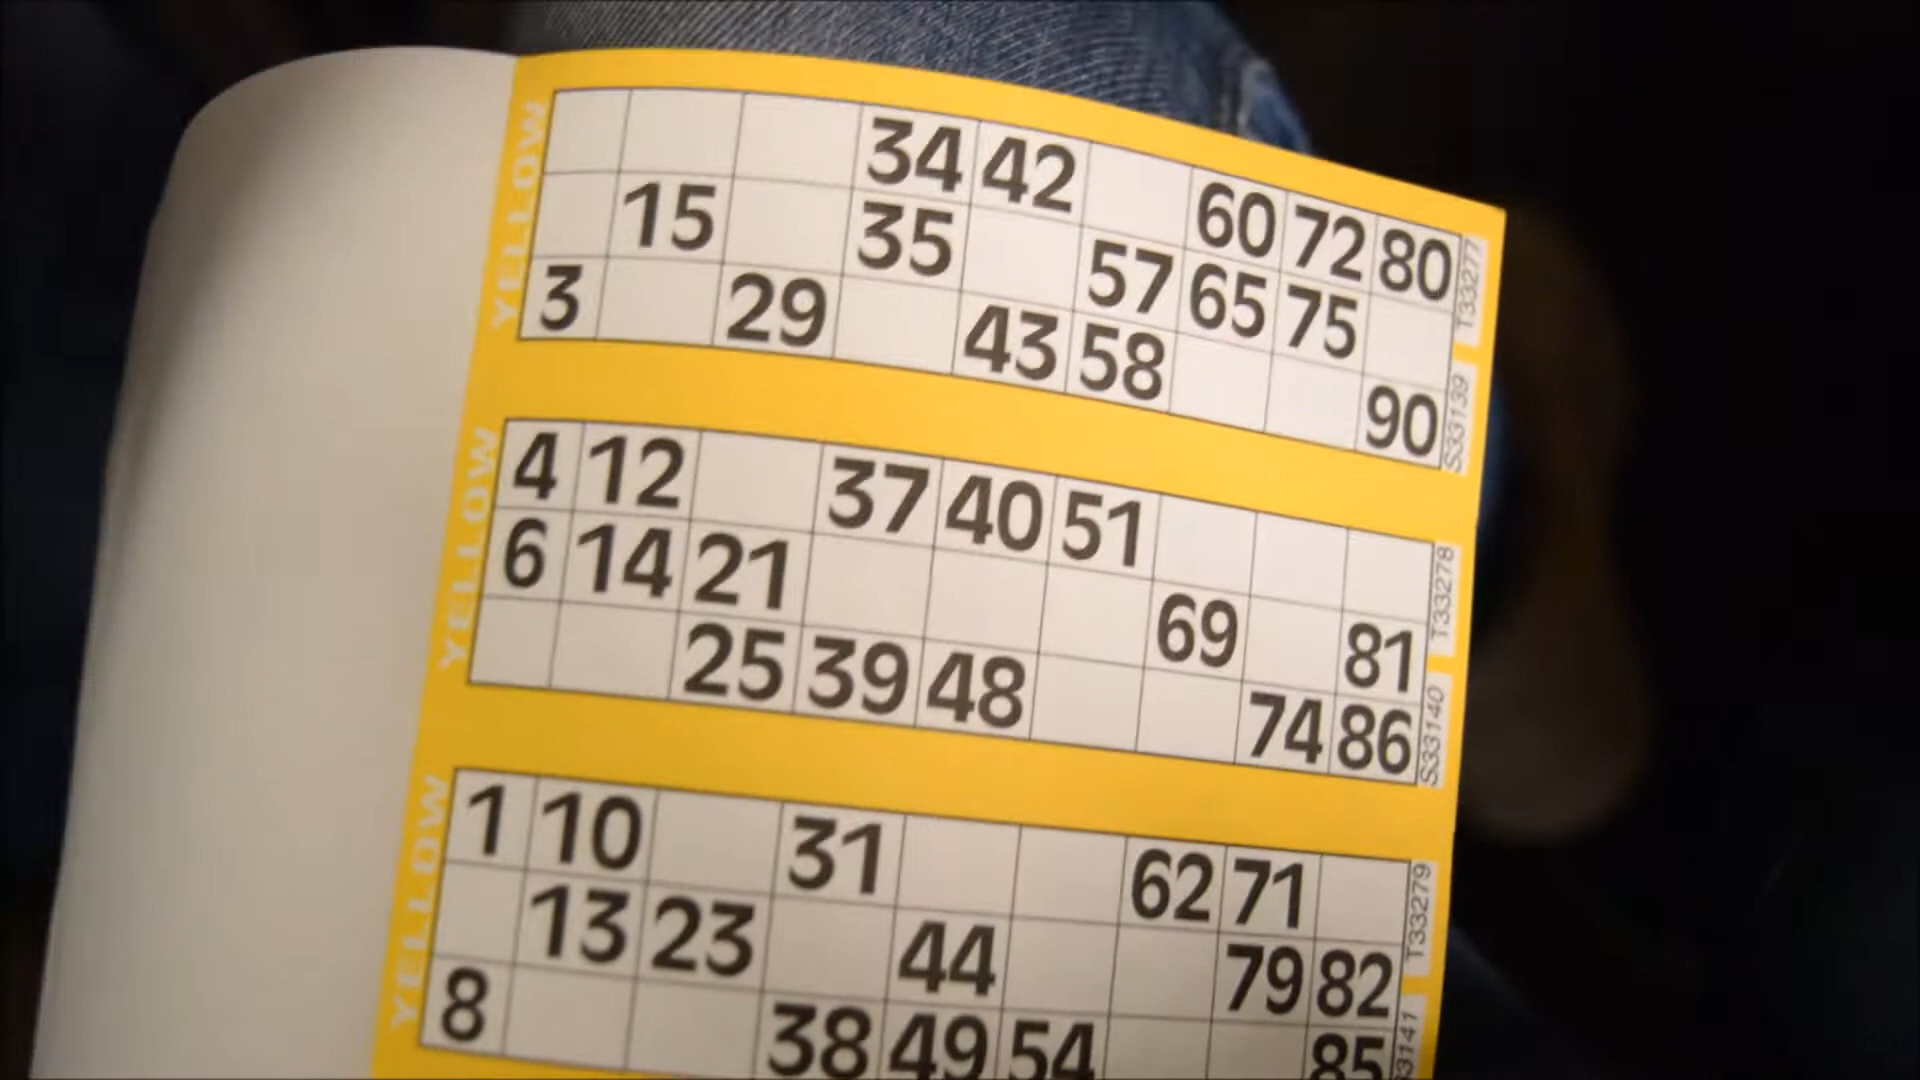 YELLOW
34 42 60 72 80
15 35 57 65 75
3 29 43 58 90
T33277
S33139
YELLOW
4 12 37 40 51
6 14 21 69 81
25 39 48 74 86
T33278
S33140
YELLOW
1 10 31 62 71
13 23 44 79 82
8 38 49 54 85
T33279
33141